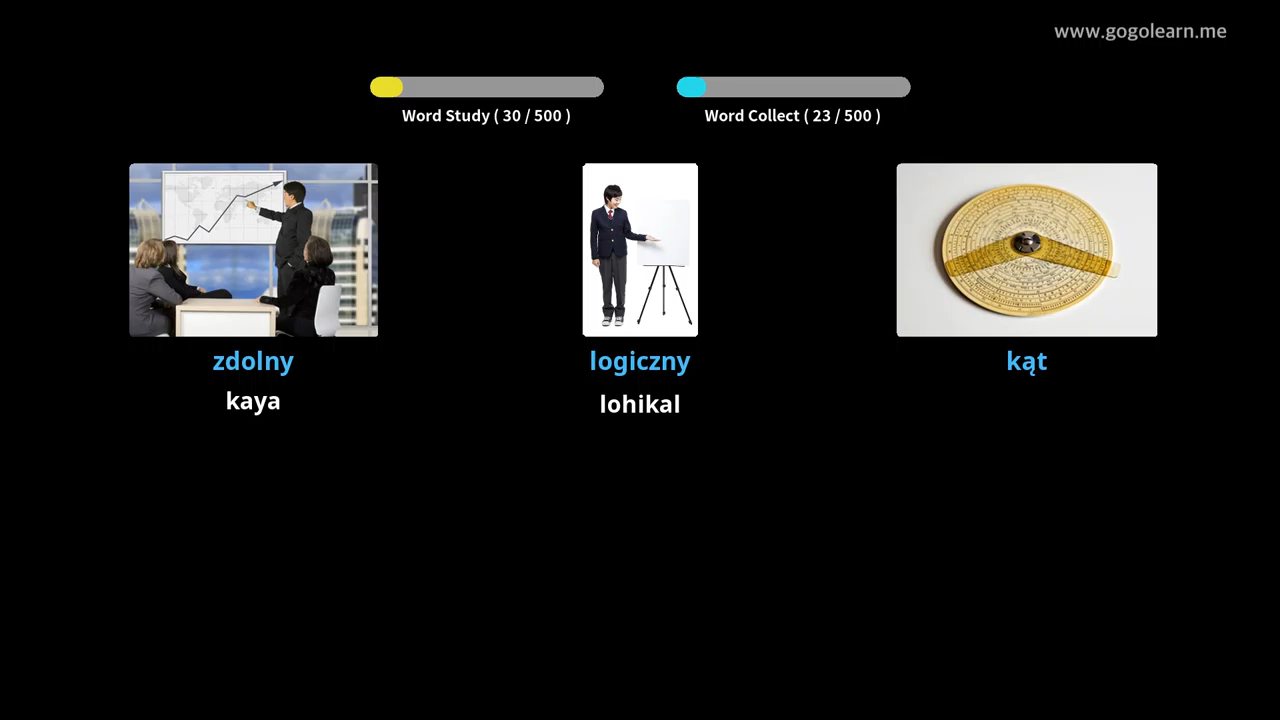 www.gogolearn.me
Word Study ( 30 / 500 )
Word Collect ( 23 / 500 )
zdolny
logiczny
kąt
kaya
lohikal